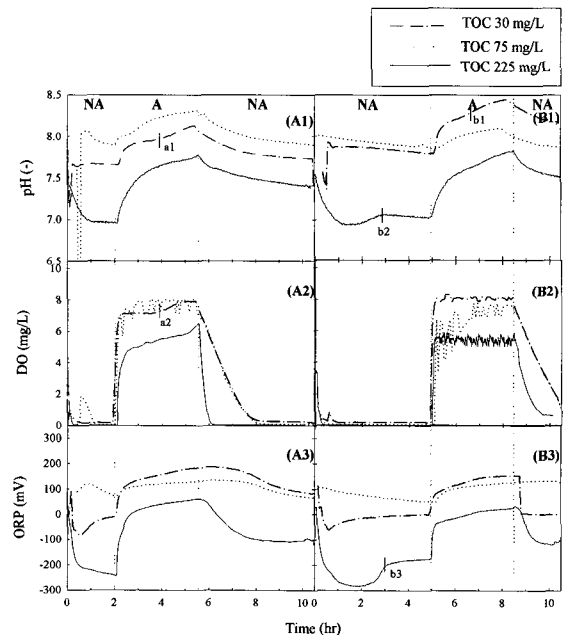 TOC 30 mg/L
TOC 75 mg/L
TOC 225 mg/L
NA A NA (A1)
NA A NA (B1)
pH (-)
8.5
8.0
7.5
7.0
6.5
a1
b1
b2
DO (mg/L)
10
8
6
4
2
0
(A2)
(B2)
a2
ORP (mV)
300
200
100
0
-100
-200
-300
(A3)
(B3)
b3
0 2 4 6 8 10 0 2 4 6 8 10
Time (hr) Time (hr)